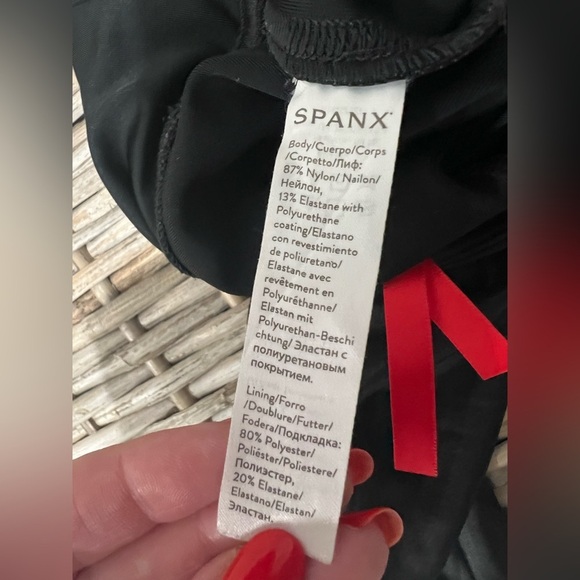 SPANX®
Body/Cuerpo/Corps
/Corpetto/Лиф:
87% Nylon/ Nailon/
Нейлон,
13% Elastane with
Polyurethane
coating/Elastano
con revestimiento
de poliuretano/
Elastane avec
revêtement en
Polyuréthanne/
Elastan mit
Polyurethan-Beschi
chtung/ Эластан с
полиуретановым
покрытием.
Lining/Forro
/Doublure/Futter/
Fodera/Подкладка:
80% Polyester/
Poliéster/Poliestere/
Полиэстер,
20% Elastane/
Elastano/Elastan/
Эластан.